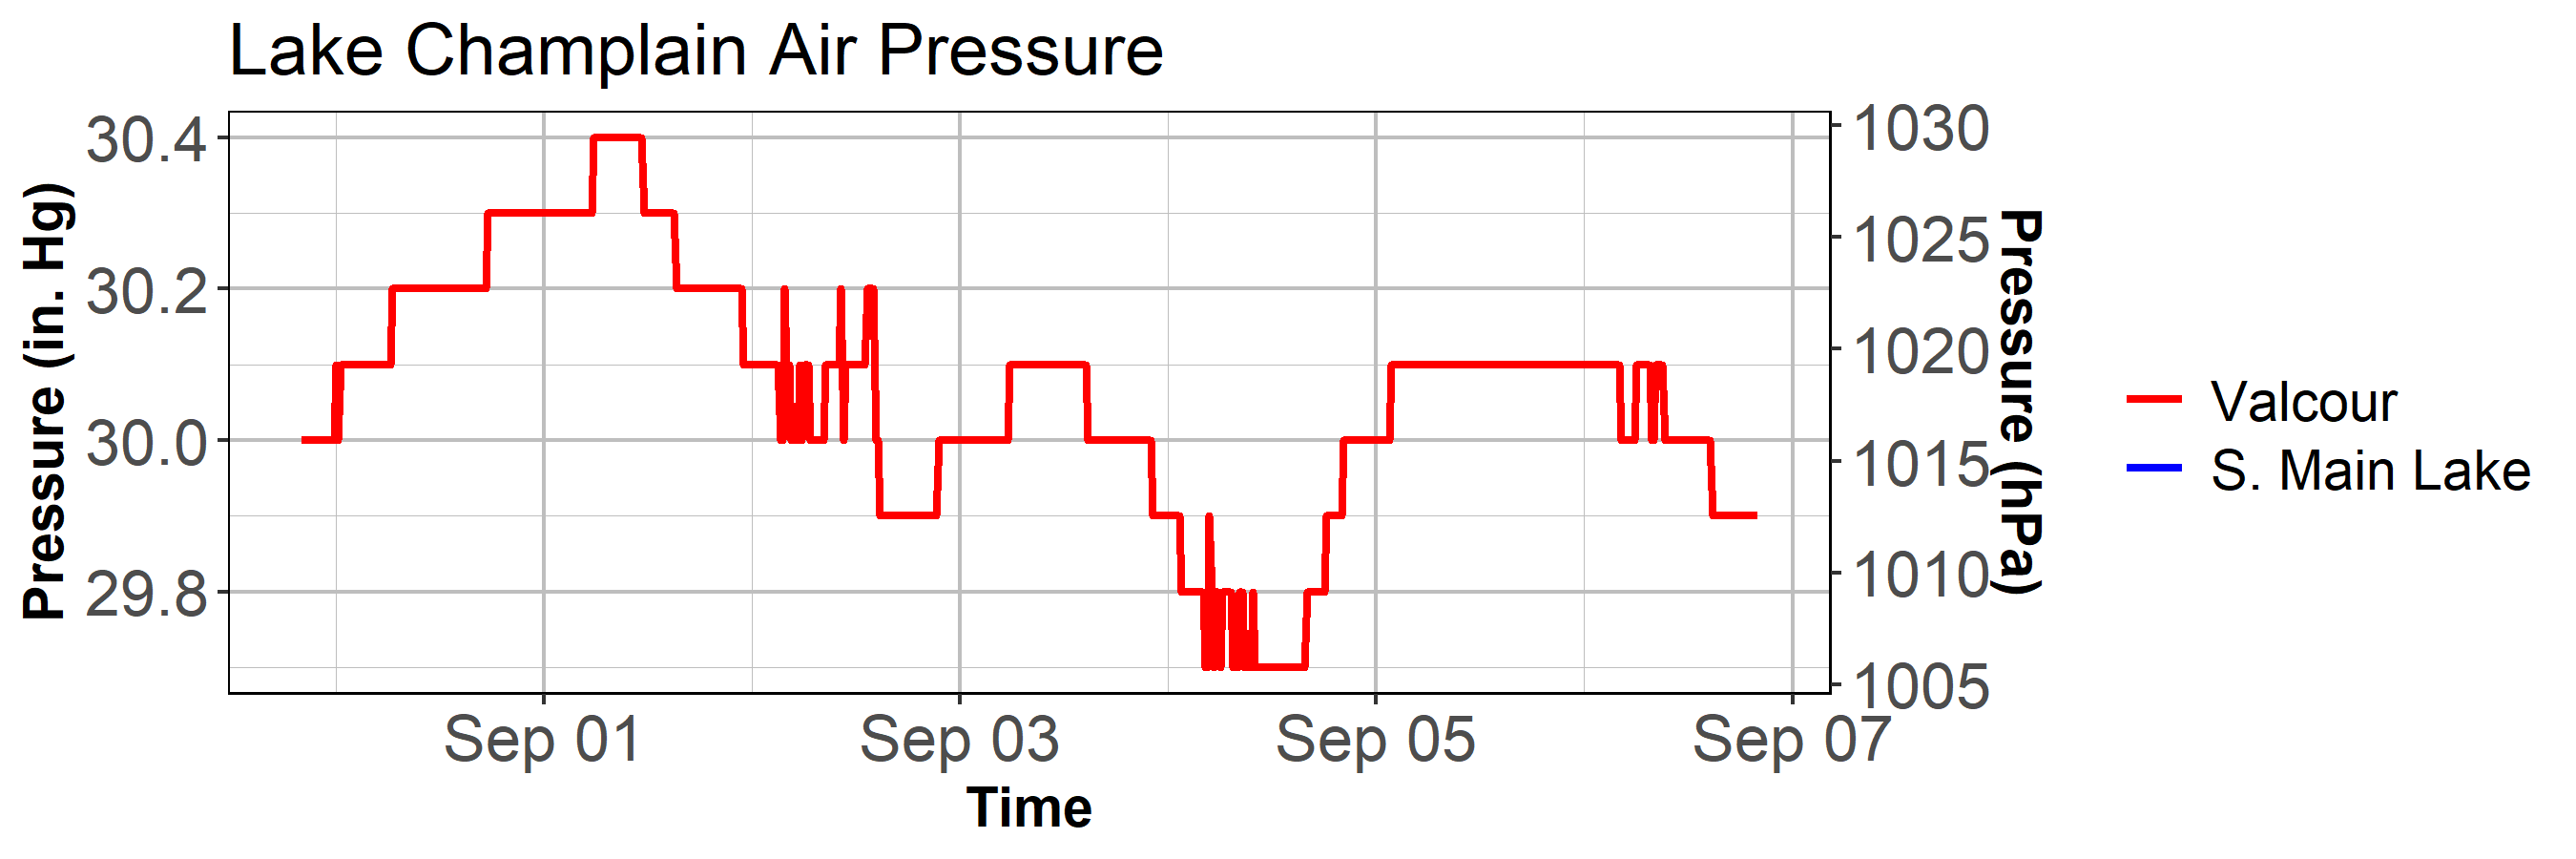 Lake Champlain Air Pressure
Pressure (in. Hg)
30.4
30.2
30.0
29.8
1030
1025
1020
1015
1010
1005
Pressure (hPa)
Sep 01 Sep 03 Sep 05 Sep 07
Time
Valcour
S. Main Lake